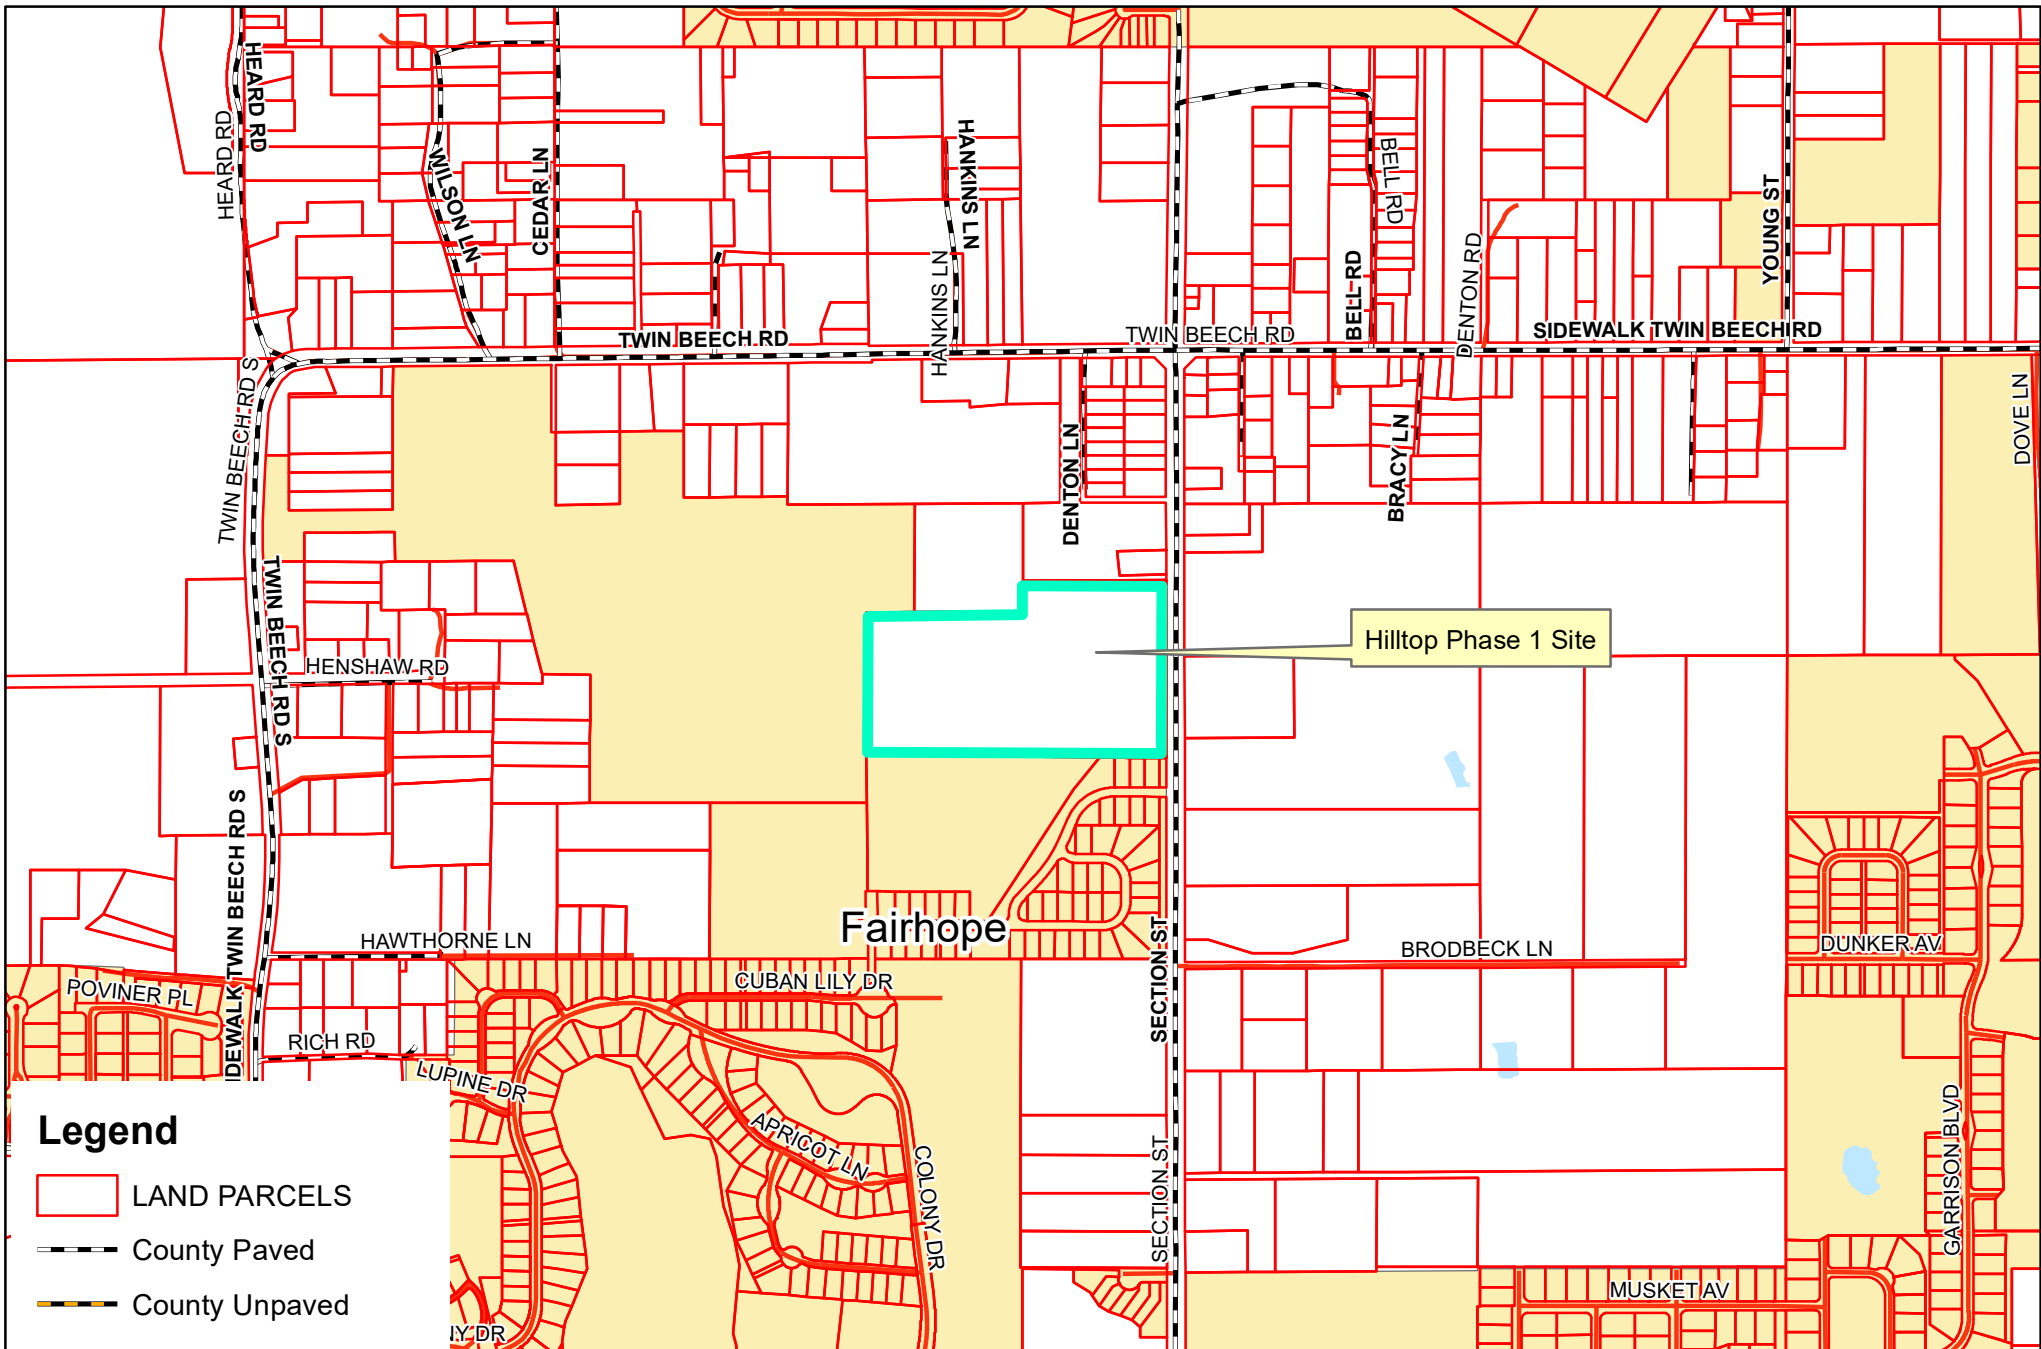 HEARD RD
HEARD RD
WILSON LN
CEDAR LN
HANKINS LN
HANKINS LN
BELL RD
BELL RD
DENTON RD
YOUNG ST
TWIN BEECH RD
TWIN BEECH RD
SIDEWALK TWIN BEECH RD
TWIN BEECH RD S
DENTON LN
BRACY LN
DOVE LN
TWIN BEECH RD S
Hilltop Phase 1 Site
HENSHAW RD
SIDEWALK TWIN BEECH RD S
Fairhope
HAWTHORNE LN
SECTION ST
BRODBECK LN
DUNKER AV
POVINER PL
CUBAN LILY DR
RICH RD
LUPINE DR
APRICOT LN
COLONY DR
SECTION ST
GARRISON BLVD
MUSKET AV
NY DR
Legend
LAND PARCELS
County Paved
County Unpaved